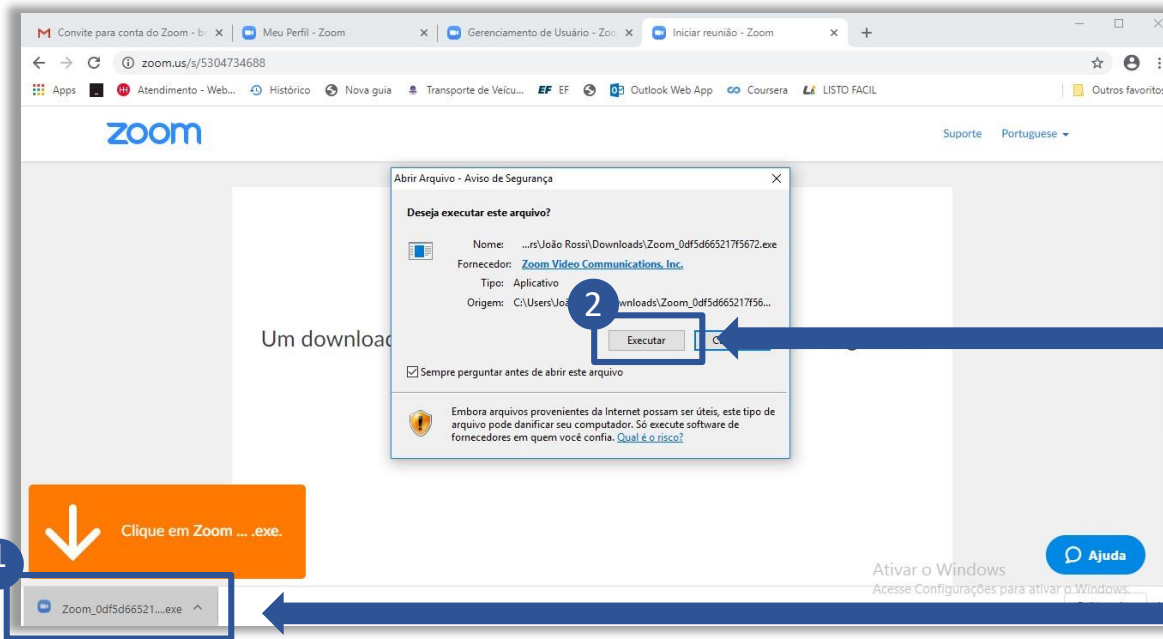 Convite para conta do Zoom - b
Meu Perfil - Zoom
Gerenciamento de Usuário - Zoo
Iniciar reunião - Zoom
zoom.us/s/5304734688
Apps
Atendimento - Web...
Histórico
Nova guia
Transporte de Veícu...
EF EF
Outlook Web App
Coursera
LISTO FACIL
Outros favoritos
zoom
Suporte
Portuguese
Abrir Arquivo - Aviso de Segurança
Deseja executar este arquivo?
Nome: ...rs\João Rossi\Downloads\Zoom_0df5d665217f5672.exe
Fornecedor: Zoom Video Communications, Inc.
Tipo: Aplicativo
Origem: C:\Users\Joã wnloads\Zoom_0df5d665217f56...
2
Executar
Um download
Sempre perguntar antes de abrir este arquivo
Embora arquivos provenientes da Internet possam ser úteis, este tipo de
arquivo pode danificar seu computador. Só execute software de
fornecedores em quem você confia. Qual é o risco?
Clique em Zoom ... .exe.
Ajuda
Ativar o Windows
Acesse Configurações para ativar o Windows.
1
Zoom_0df5d66521....exe